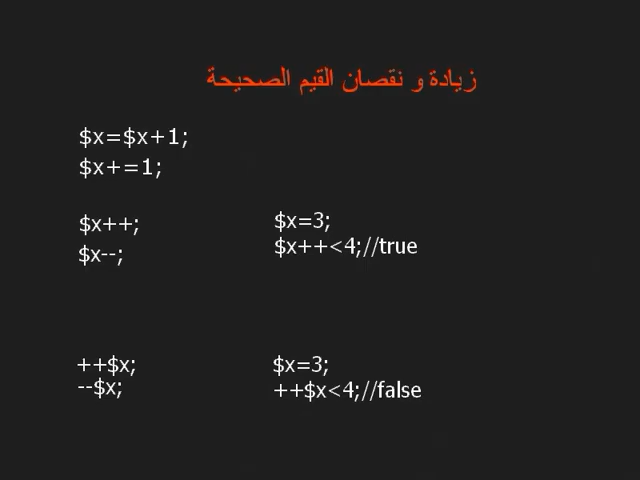 زيادة و نقصان القيم الصحيحة
$x=$x+1;
$x+=1;
$x++;
$x--;
$x=3;
$x++<4;//true
++$x;
--$x;
$x=3;
++$x<4;//false